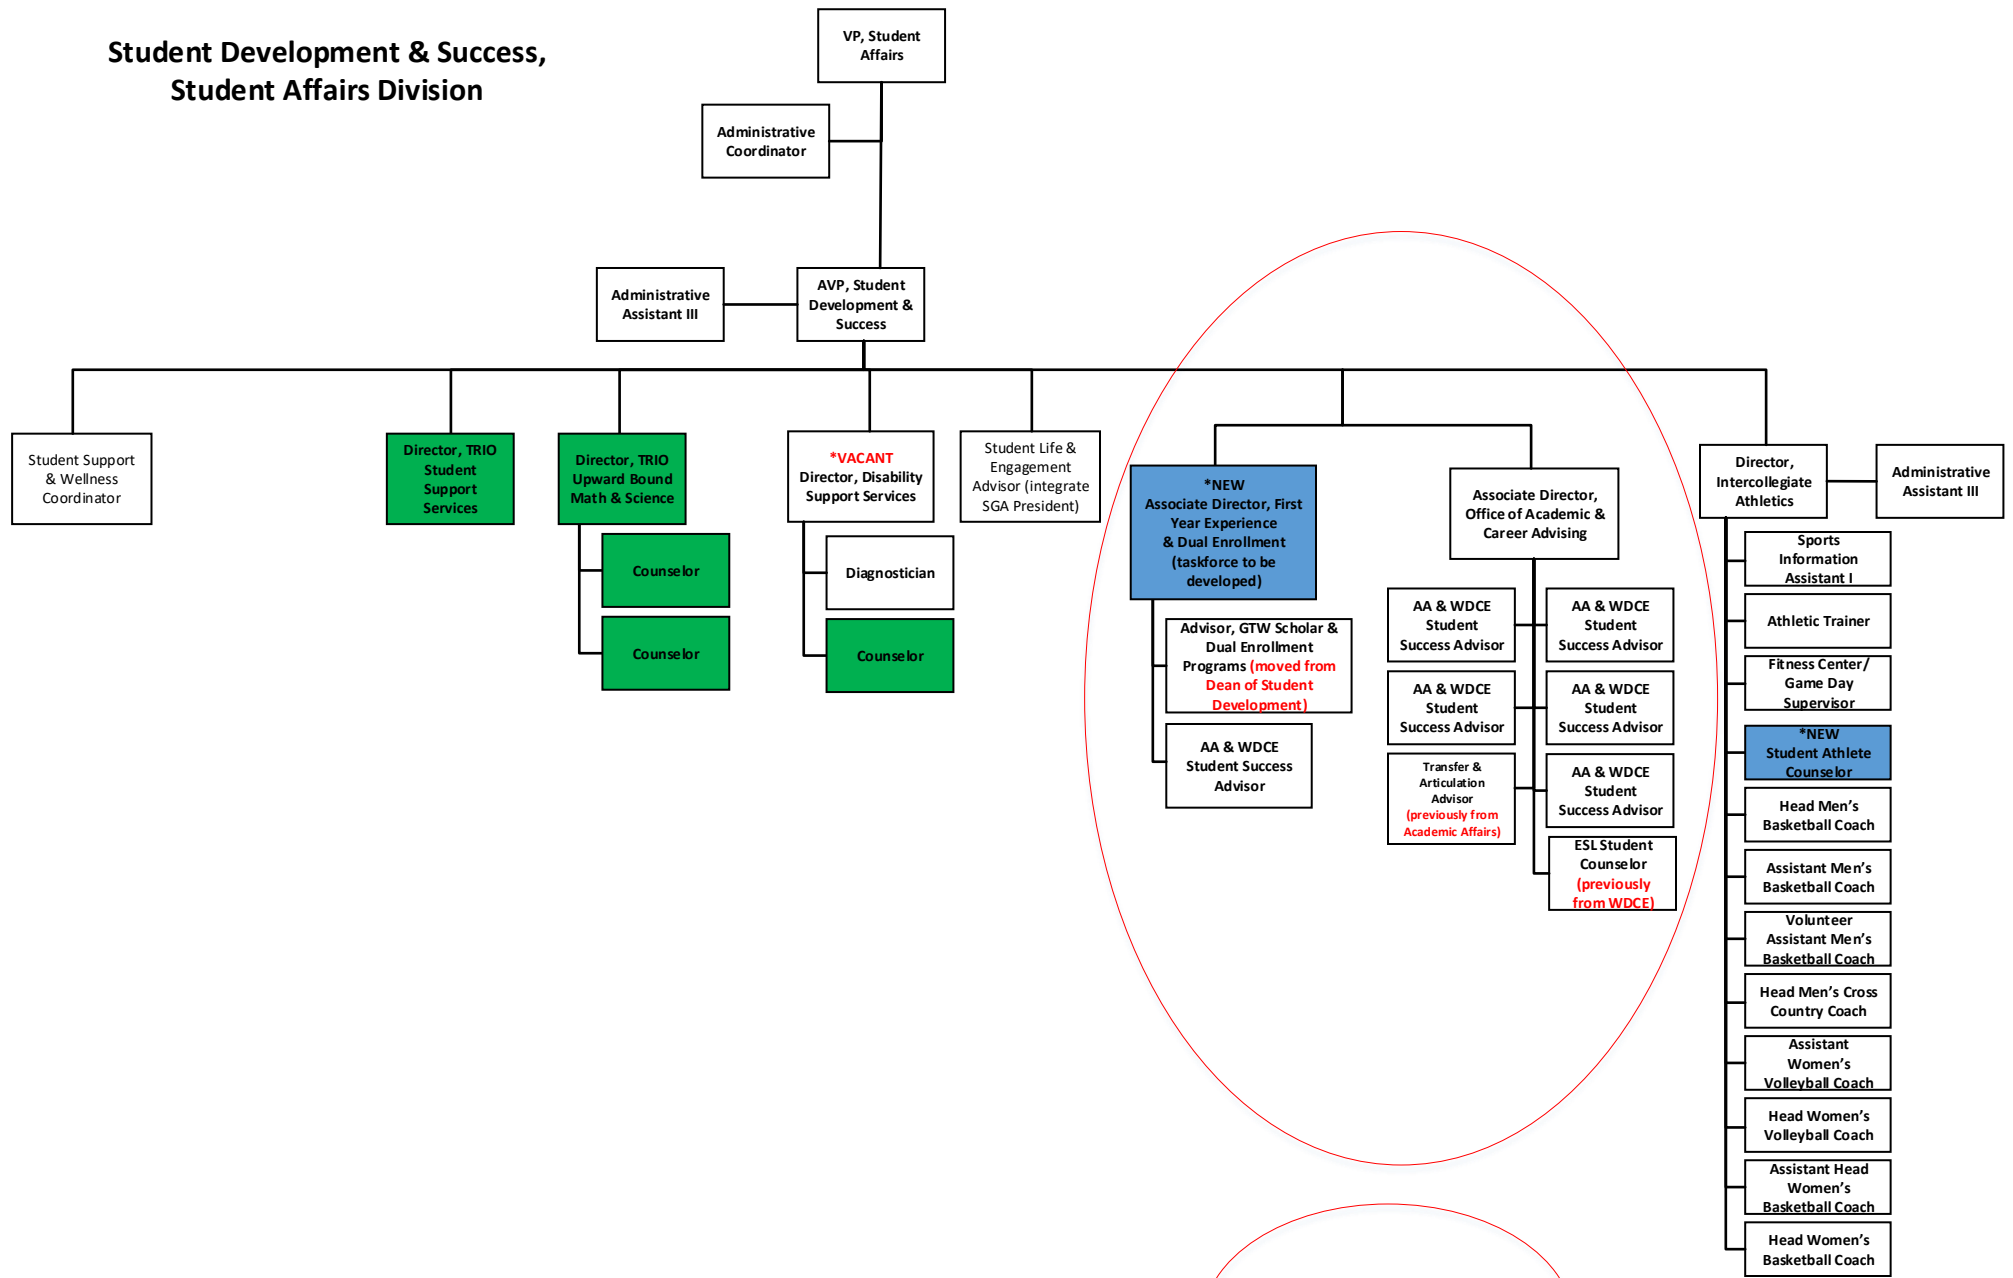 Student Development & Success,
Student Affairs Division
VP, Student
Affairs
Administrative
Coordinator
Administrative
Assistant III
AVP, Student
Development &
Success
Student Support
& Wellness
Coordinator
Director, TRIO
Student
Support
Services
Director, TRIO
Upward Bound
Math & Science
Counselor
Counselor
*VACANT
Director, Disability
Support Services
Diagnostician
Counselor
Student Life &
Engagement
Advisor (integrate
SGA President)
*NEW
Associate Director, First
Year Experience
& Dual Enrollment
(taskforce to be
developed)
Advisor, GTW Scholar &
Dual Enrollment
Programs (moved from
Dean of Student
Development)
AA & WDCE
Student Success
Advisor
Associate Director,
Office of Academic &
Career Advising
AA & WDCE
Student
Success Advisor
AA & WDCE
Student
Success Advisor
AA & WDCE
Student
Success Advisor
AA & WDCE
Student
Success Advisor
Transfer &
Articulation
Advisor
(previously from
Academic Affairs)
AA & WDCE
Student
Success Advisor
ESL Student
Counselor
(previously
from WDCE)
Director,
Intercollegiate
Athletics
Administrative
Assistant III
Sports
Information
Assistant I
Athletic Trainer
Fitness Center/
Game Day
Supervisor
*NEW
Student Athlete
Counselor
Head Men’s
Basketball Coach
Assistant Men’s
Basketball Coach
Volunteer
Assistant Men’s
Basketball Coach
Head Men’s Cross
Country Coach
Assistant
Women’s
Volleyball Coach
Head Women’s
Volleyball Coach
Assistant Head
Women’s
Basketball Coach
Head Women’s
Basketball Coach